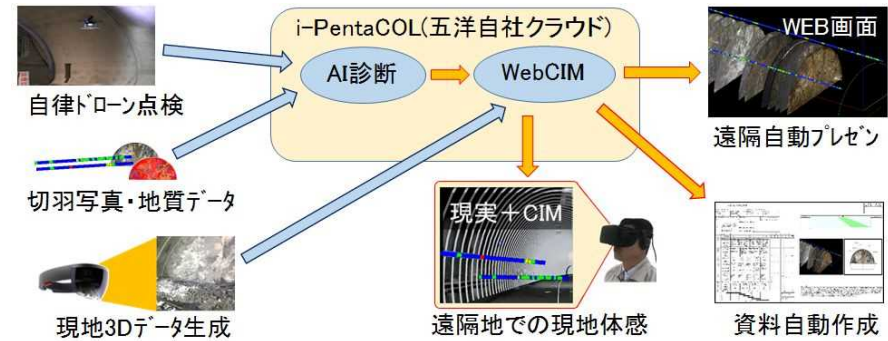 i-PentaCOL(五洋自社クラウド)
AI診断
WebCIM
WEB画面
自律ドローン点検
遠隔自動プレゼン
切羽写真・地質データ
現実+CIM
現地3Dデータ生成
遠隔地での現地体感
資料自動作成